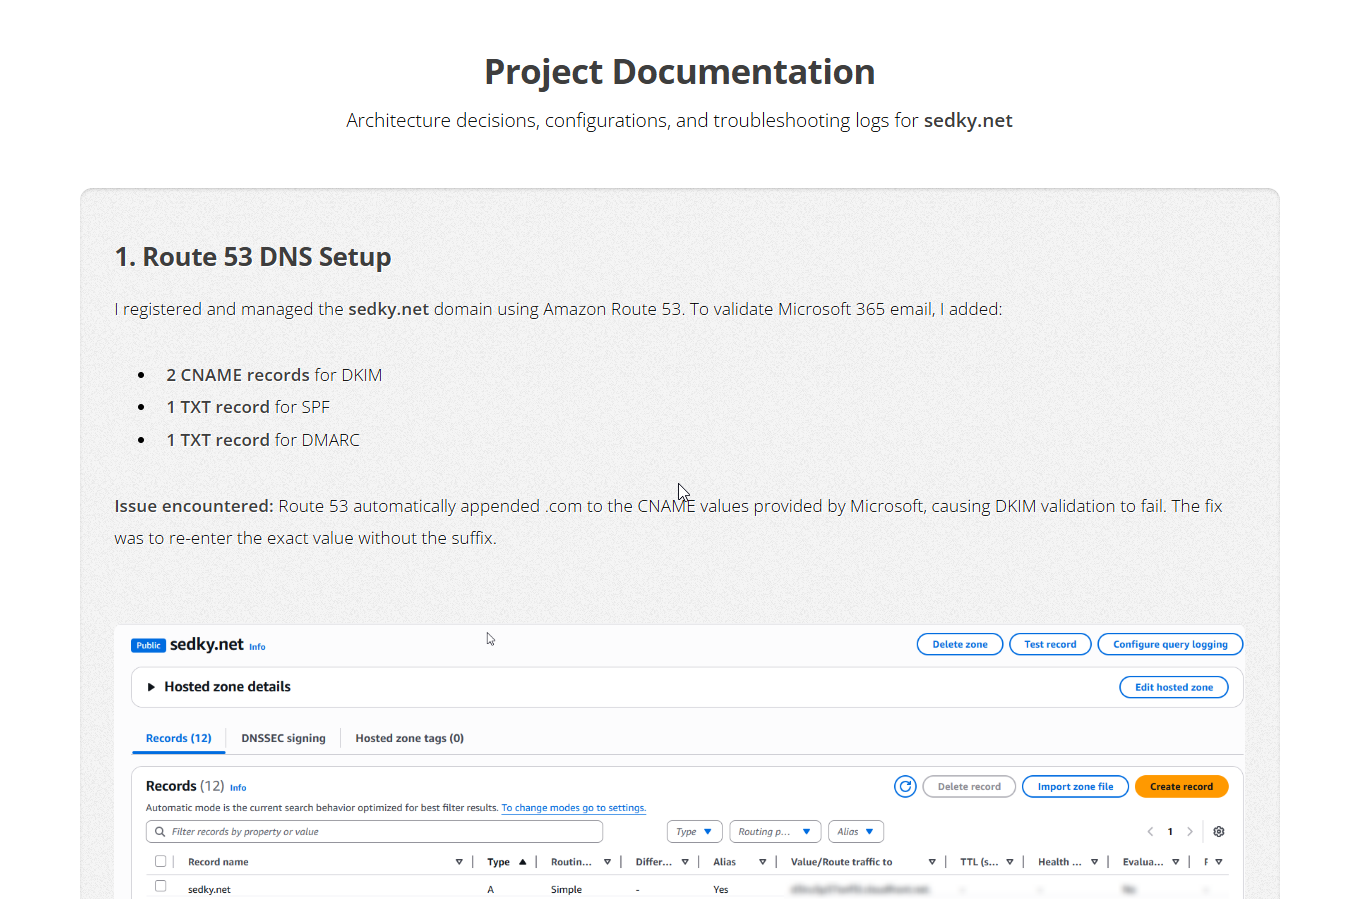 Project Documentation
Architecture decisions, configurations, and troubleshooting logs for sedky.net
1. Route 53 DNS Setup
I registered and managed the sedky.net domain using Amazon Route 53. To validate Microsoft 365 email, I added:
2 CNAME records for DKIM
1 TXT record for SPF
1 TXT record for DMARC
Issue encountered: Route 53 automatically appended .com to the CNAME values provided by Microsoft, causing DKIM validation to fail. The fix
was to re-enter the exact value without the suffix.
Public sedky.net Info Delete zone Test record Configure query logging
Hosted zone details Edit hosted zone
Records (12) DNSSEC signing Hosted zone tags (0)
Records (12) Info Delete record Import zone file Create record
Automatic mode is the current search behavior optimized for best filter results. To change modes go to settings.
Filter records by property or value Type Routing p... Alias 1
Record name Type Routin... Differ... Alias Value/Route traffic to TTL (s... Health ... Evalua... F
sedky.net A Simple - Yes